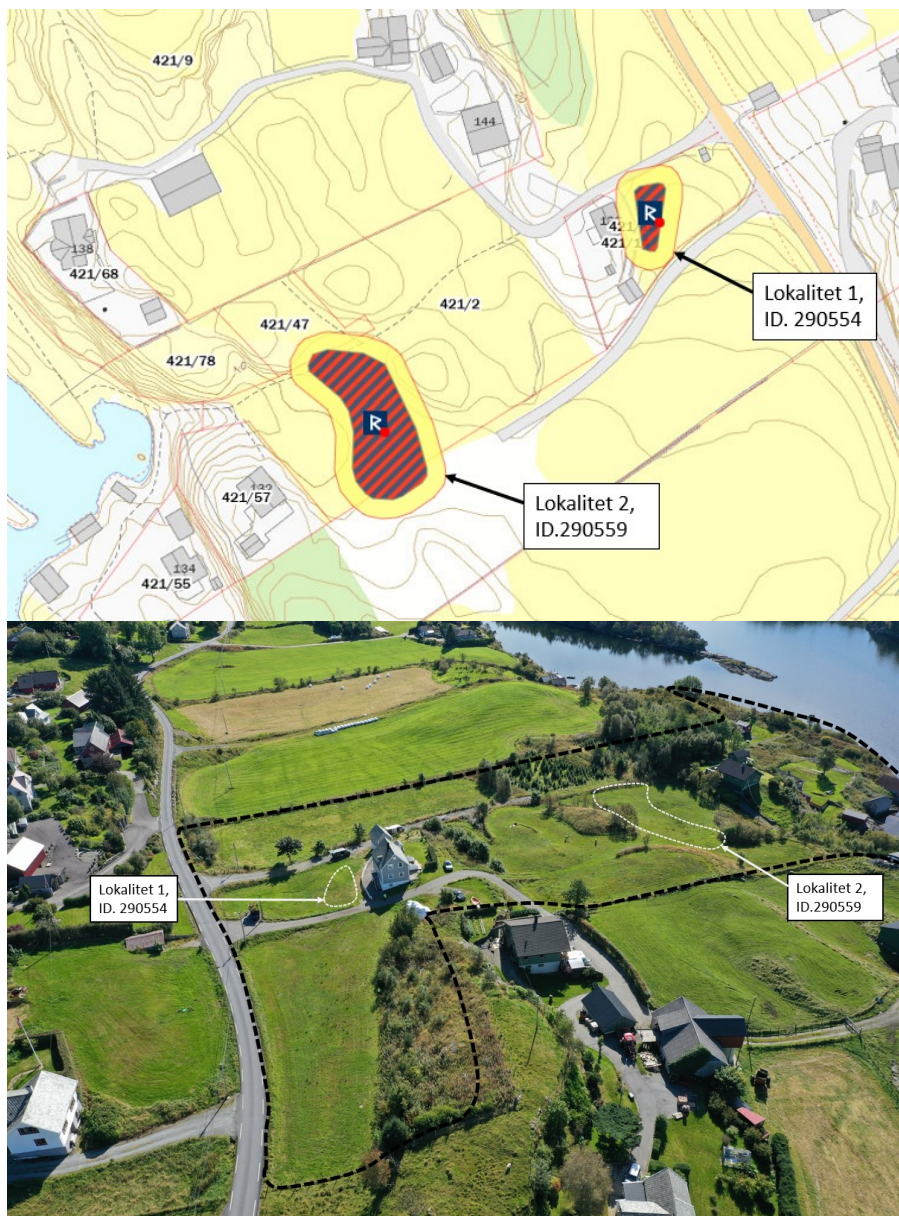 421/9
144
138
421/68
421/47
421/2
421/78
Lokalitet 1,
ID. 290554
421/57
132
Lokalitet 2,
ID.290559
134
421/55
Lokalitet 1,
ID. 290554
Lokalitet 2,
ID.290559